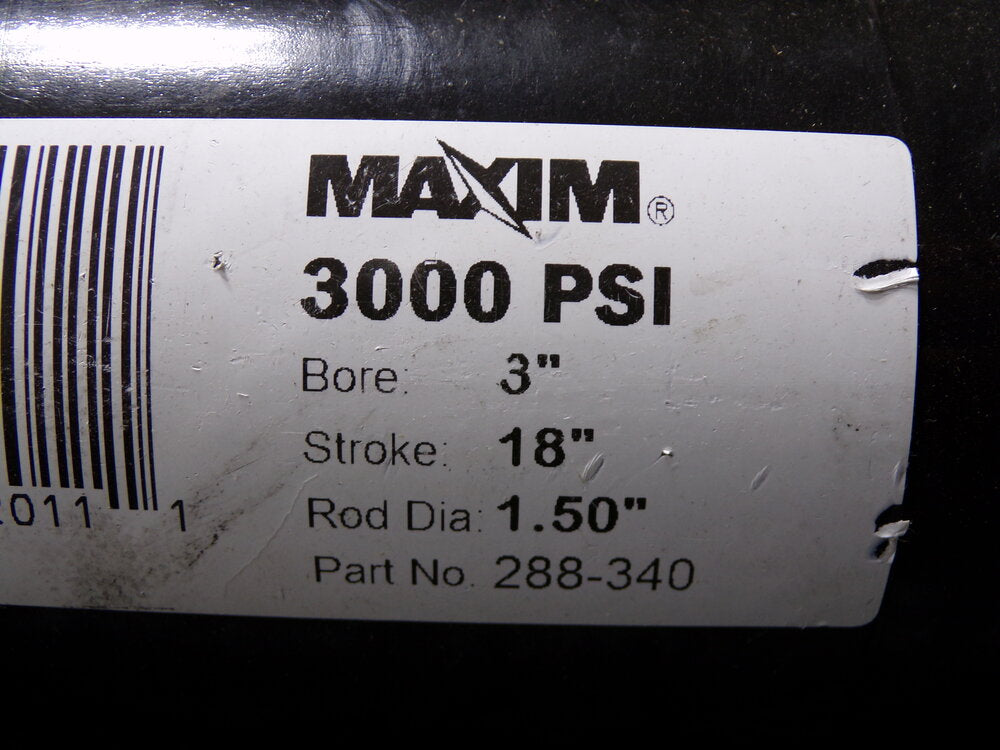 MAXIM®
3000 PSI
Bore: 3"
Stroke: 18"
Rod Dia: 1.50"
Part No. 288-340
2011 1